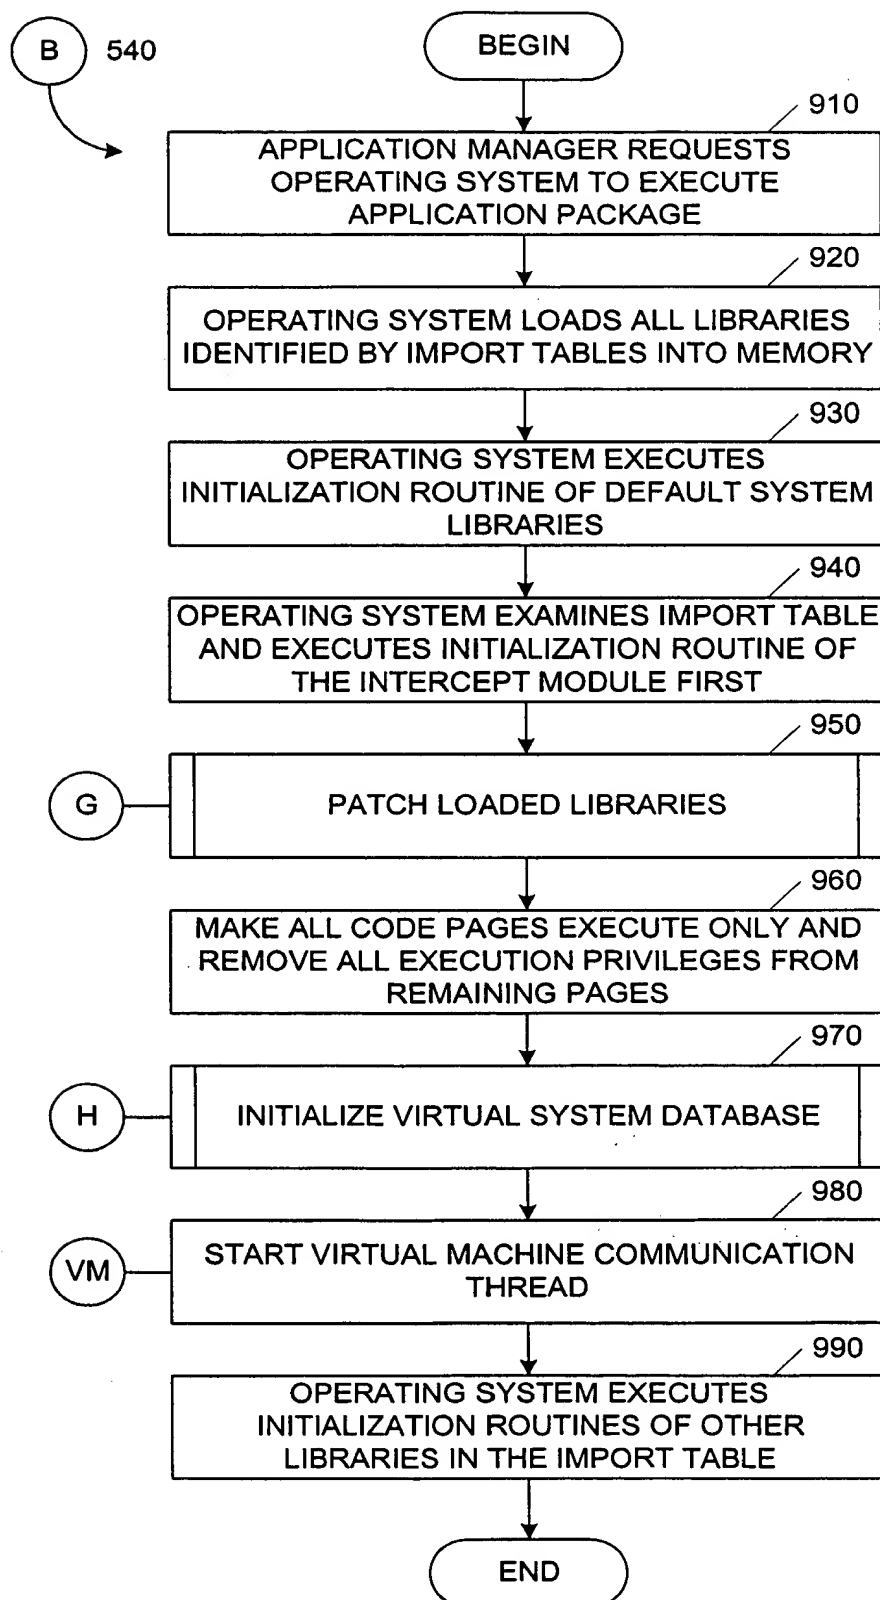 B 540
BEGIN
910
APPLICATION MANAGER REQUESTS
OPERATING SYSTEM TO EXECUTE
APPLICATION PACKAGE
920
OPERATING SYSTEM LOADS ALL LIBRARIES
IDENTIFIED BY IMPORT TABLES INTO MEMORY
930
OPERATING SYSTEM EXECUTES
INITIALIZATION ROUTINE OF DEFAULT SYSTEM
LIBRARIES
940
OPERATING SYSTEM EXAMINES IMPORT TABLE
AND EXECUTES INITIALIZATION ROUTINE OF
THE INTERCEPT MODULE FIRST
950
G
PATCH LOADED LIBRARIES
960
MAKE ALL CODE PAGES EXECUTE ONLY AND
REMOVE ALL EXECUTION PRIVILEGES FROM
REMAINING PAGES
970
H
INITIALIZE VIRTUAL SYSTEM DATABASE
980
VM
START VIRTUAL MACHINE COMMUNICATION
THREAD
990
OPERATING SYSTEM EXECUTES
INITIALIZATION ROUTINES OF OTHER
LIBRARIES IN THE IMPORT TABLE
END